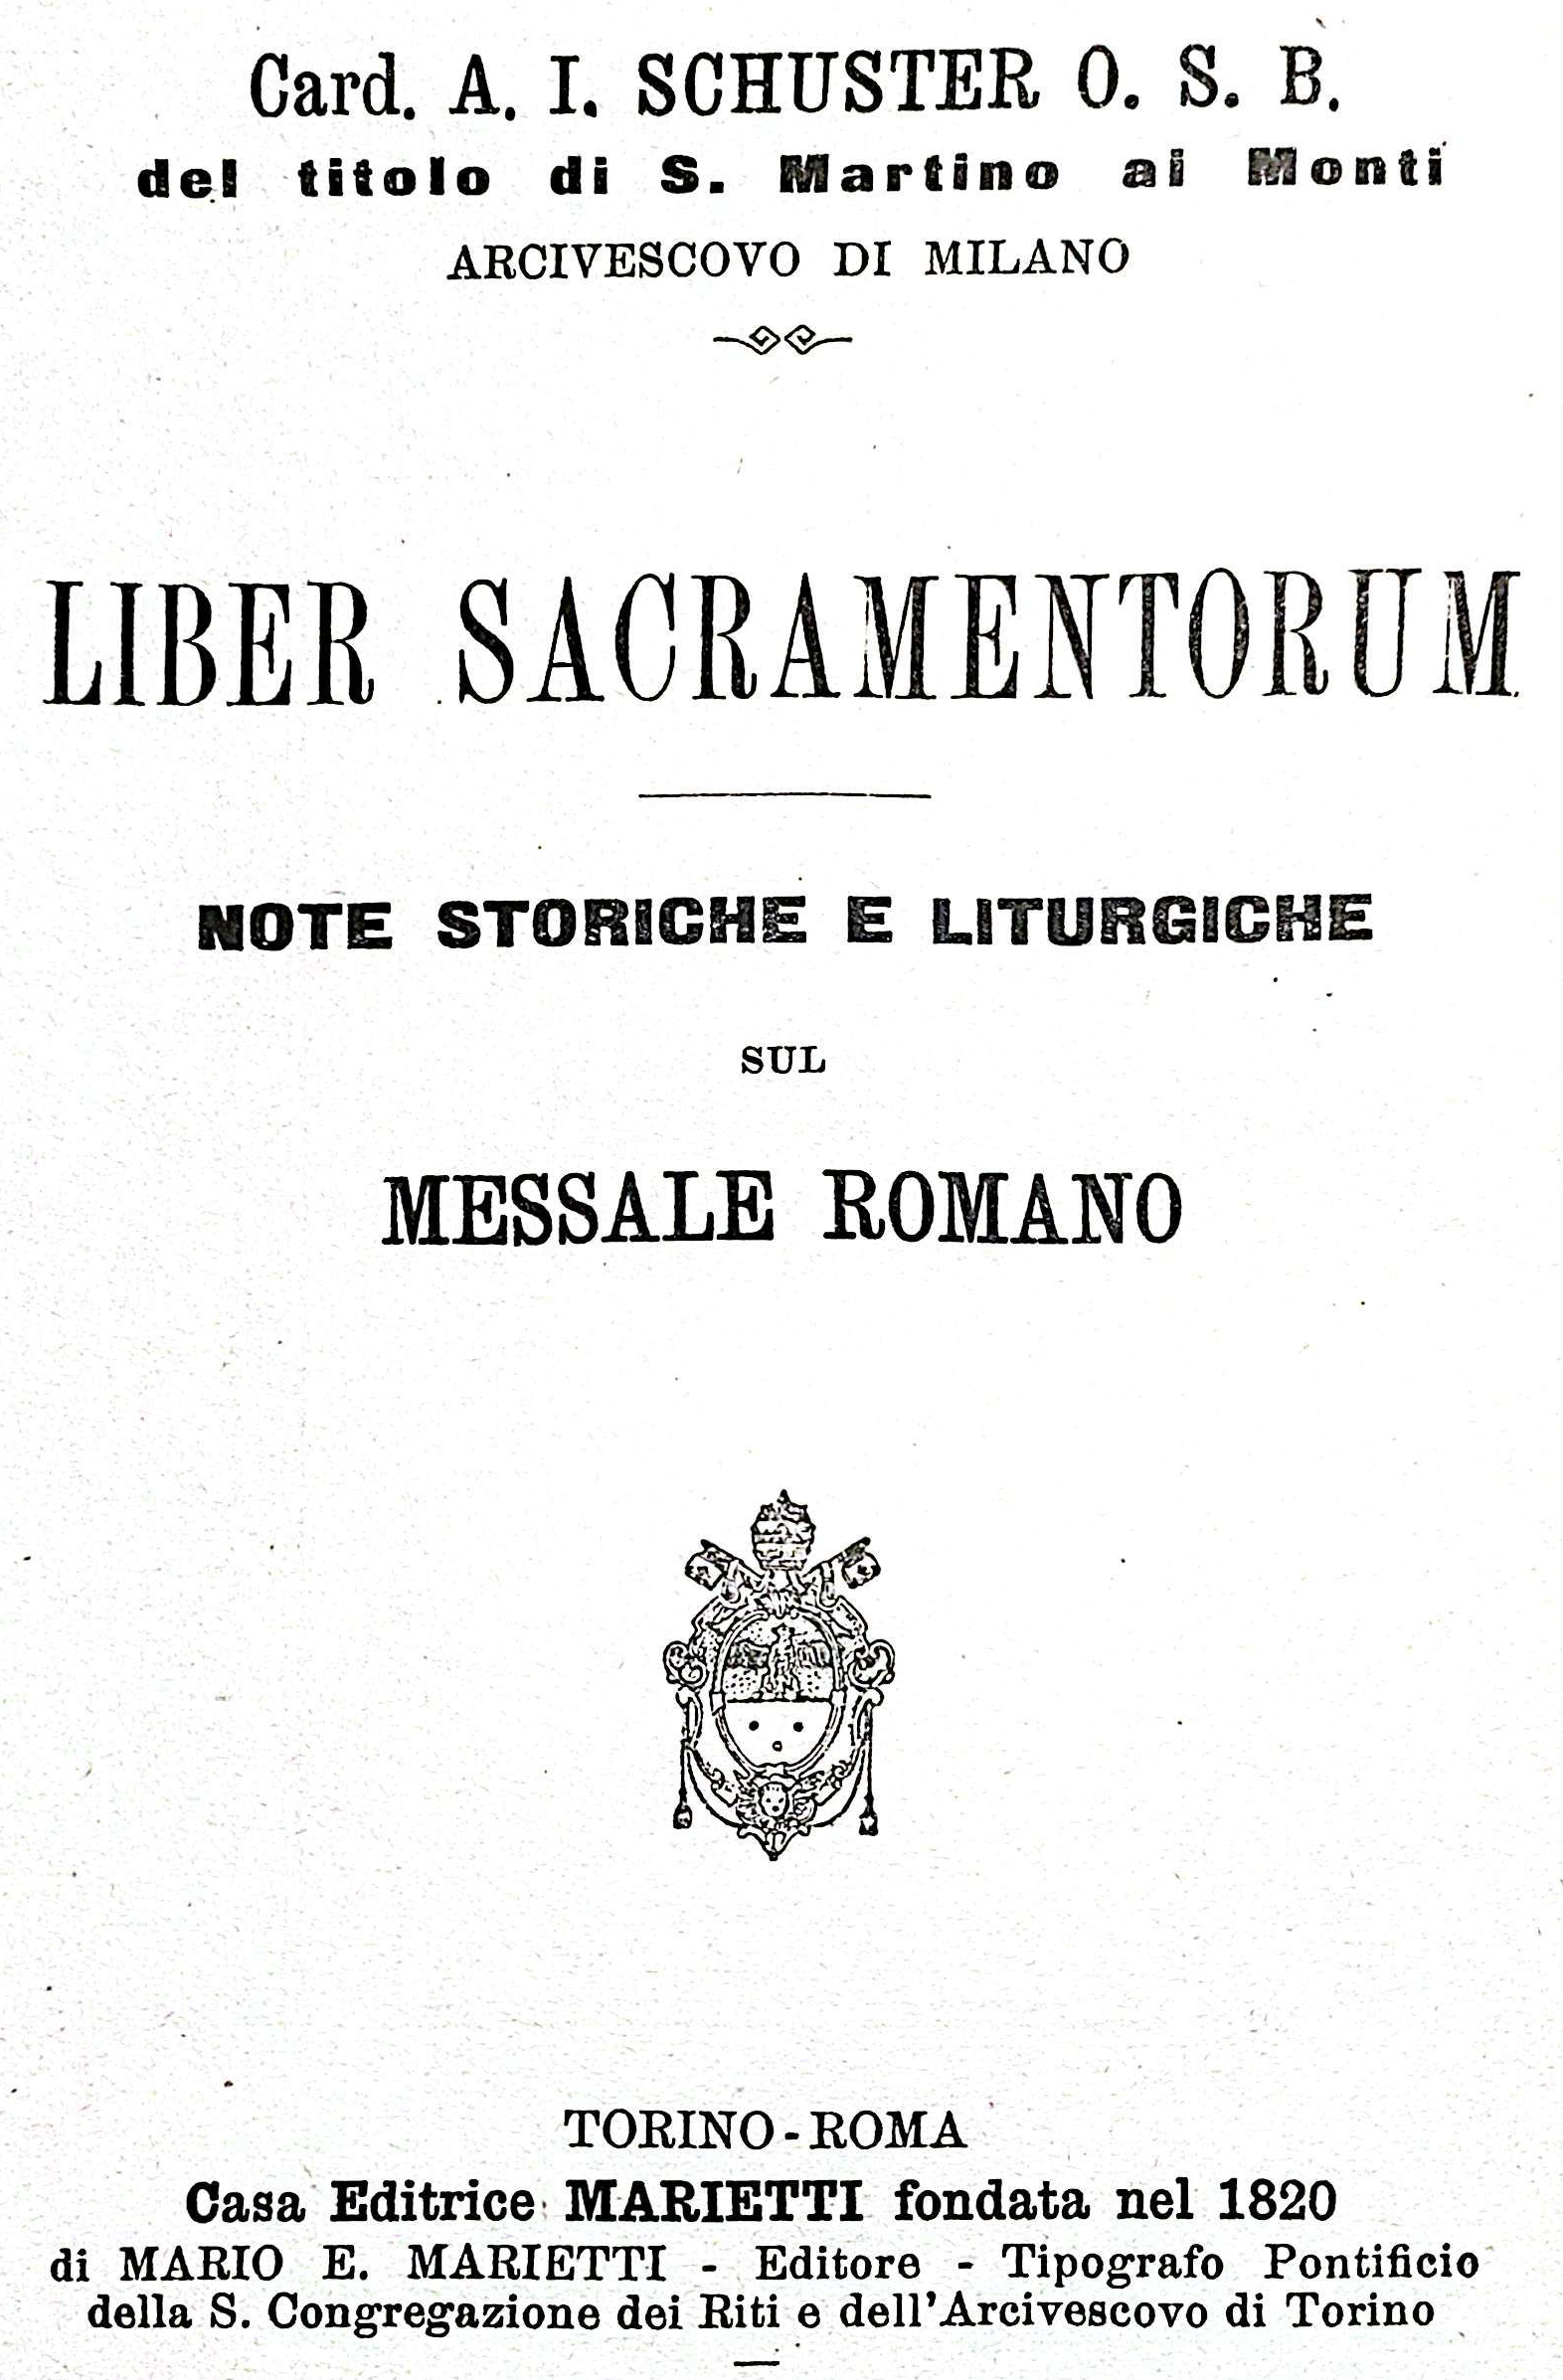 Card. A. I. SCHUSTER O. S. B.
del titolo di S. Martino ai Monti
ARCIVESCOVO DI MILANO
LIBER SACRAMENTORUM
NOTE STORICHE E LITURGICHE
SUL
MESSALE ROMANO
TORINO - ROMA
Casa Editrice MARIETTI fondata nel 1820
di MARIO E. MARIETTI - Editore - Tipografo Pontificio
della S. Congregazione dei Riti e dell'Arcivescovo di Torino